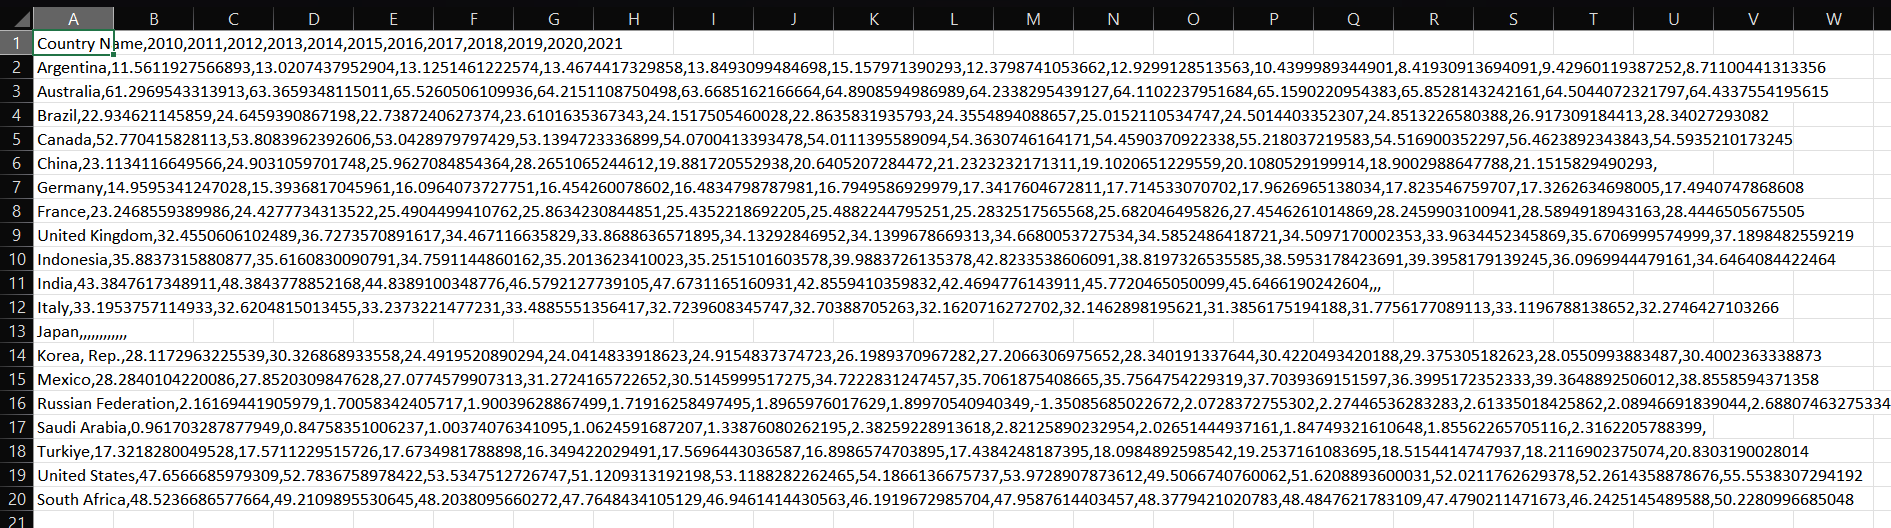 A B C D E F G H I J K L M N O P Q R S T U V W
1 Country Name,2010,2011,2012,2013,2014,2015,2016,2017,2018,2019,2020,2021
2 Argentina,11.5611927566893,13.0207437952904,13.1251461222574,13.4674417329858,13.8493099484698,15.157971390293,12.3798741053662,12.9299128513563,10.4399989344901,8.41930913694091,9.42960119387252,8.71100441313356
3 Australia,61.2969543313913,63.3659348115011,65.5260506109936,64.2151108750498,63.6685162166664,64.8908594986989,64.2338295439127,64.1102237951684,65.1590220954383,65.8528143242161,64.5044072321797,64.4337554195615
4 Brazil,22.934621145859,24.6459390867198,22.7387240627374,23.6101635367343,24.1517505460028,22.8635831935793,24.3554894088657,25.0152110534747,24.5014403352307,24.8513226580388,26.917309184413,28.34027293082
5 Canada,52.770415828113,53.8083962392606,53.0428979797429,53.1394723336899,54.0700413393478,54.0111395589094,54.3630746164171,54.4590370922338,55.218037219583,54.516900352297,56.4623892343843,54.5935210173245
6 China,23.1134116649566,24.9031059701748,25.9627084854364,28.2651065244612,19.881720552938,20.6405207284472,21.2323232171311,19.1020651229559,20.1080529199914,18.9002988647788,21.1515829490293,
7 Germany,14.9595341247028,15.3936817045961,16.0964073727751,16.454260078602,16.4834798787981,16.7949586929979,17.3417604672811,17.714533070702,17.9626965138034,17.823546759707,17.3262634698005,17.4940747868608
8 France,23.2468559389986,24.4277734313522,25.4904499410762,25.8634230844851,25.4352218692205,25.4882244795251,25.2832517565568,25.682046495826,27.4546261014869,28.2459903100941,28.5894918943163,28.4446505675505
9 United Kingdom,32.4550606102489,36.7273570891617,34.467116635829,33.8688636571895,34.13292846952,34.1399678669313,34.6680053727534,34.5852486418721,34.5097170002353,33.9634452345869,35.6706999574999,37.1898482559219
10 Indonesia,35.8837315880877,35.6160830090791,34.7591144860162,35.2013623410023,35.2515101603578,39.9883726135378,42.8233538606091,38.8197326535585,38.5953178423691,39.3958179139245,36.0969944479161,34.6464084422464
11 India,43.3847617348911,48.3843778852168,44.8389100348776,46.5792127739105,47.6731165160931,42.8559410359832,42.4694776143911,45.7720465050099,45.6466190242604,,,
12 Italy,33.1953757114933,32.6204815013455,33.2373221477231,33.4885551356417,32.7239608345747,32.70388705263,32.1620716272702,32.1462898195621,31.3856175194188,31.7756177089113,33.1196788138652,32.2746427103266
13 Japan,,,,,,,,,,,,
14 Korea, Rep.,28.1172963225539,30.326868933558,24.4919520890294,24.0414833918623,24.9154837374723,26.1989370967282,27.2066306975652,28.340191337644,30.4220493420188,29.375305182623,28.0550993883487,30.4002363338873
15 Mexico,28.2840104220086,27.8520309847628,27.0774579907313,31.2724165722652,30.5145999517275,34.7222831247457,35.7061875408665,35.7564754229319,37.7039369151597,36.3995172352333,39.3648892506012,38.8558594371358
16 Russian Federation,2.16169441905979,1.70058342405717,1.90039628867499,1.71916258497495,1.8965976017629,1.89970540940349,-1.35085685022672,2.0728372755302,2.27446536283283,2.61335018425862,2.08946691839044,2.68807463275334
17 Saudi Arabia,0.961703287877949,0.84758351006237,1.00374076341095,1.0624591687207,1.33876080262195,2.38259228913618,2.82125890232954,2.02651444937161,1.84749321610648,1.85562265705116,2.3162205788399,
18 Turkiye,17.3218280049528,17.5711229515726,17.6734981788898,16.349422029491,17.5696443036587,16.8986574703895,17.4384248187395,18.0984892598542,19.2537161083695,18.5154414747937,18.2116902375074,20.8303190028014
19 United States,47.6566685979309,52.7836758978422,53.5347512726747,51.1209313192198,53.1188282262465,54.1866136675737,53.9728907873612,49.5066740760062,51.6208893600031,52.0211762629378,52.2614358878676,55.5538307294192
20 South Africa,48.5236686577664,49.2109895530645,48.2038095660272,47.7648434105129,46.9461414430563,46.1919672985704,47.9587614403457,48.3779421020783,48.4847621783109,47.4790211471673,46.2425145489588,50.2280996685048
21